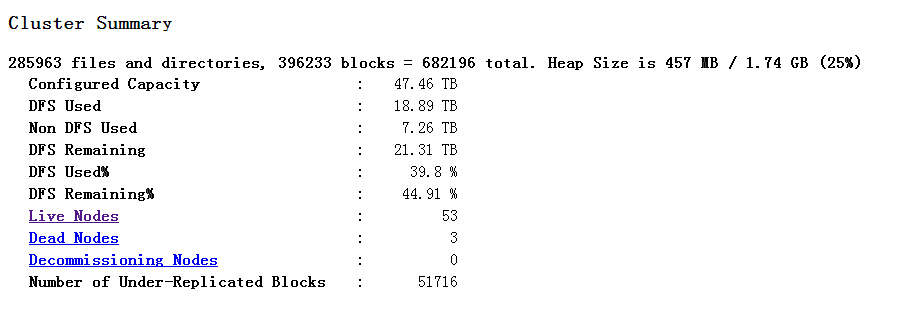 Cluster Summary
285963 files and directories, 396233 blocks = 682196 total. Heap Size is 457 MB / 1.74 GB (25%)
Configured Capacity : 47.46 TB
DFS Used : 18.89 TB
Non DFS Used : 7.26 TB
DFS Remaining : 21.31 TB
DFS Used% : 39.8 %
DFS Remaining% : 44.91 %
Live Nodes : 53
Dead Nodes : 3
Decommissioning Nodes : 0
Number of Under-Replicated Blocks : 51716